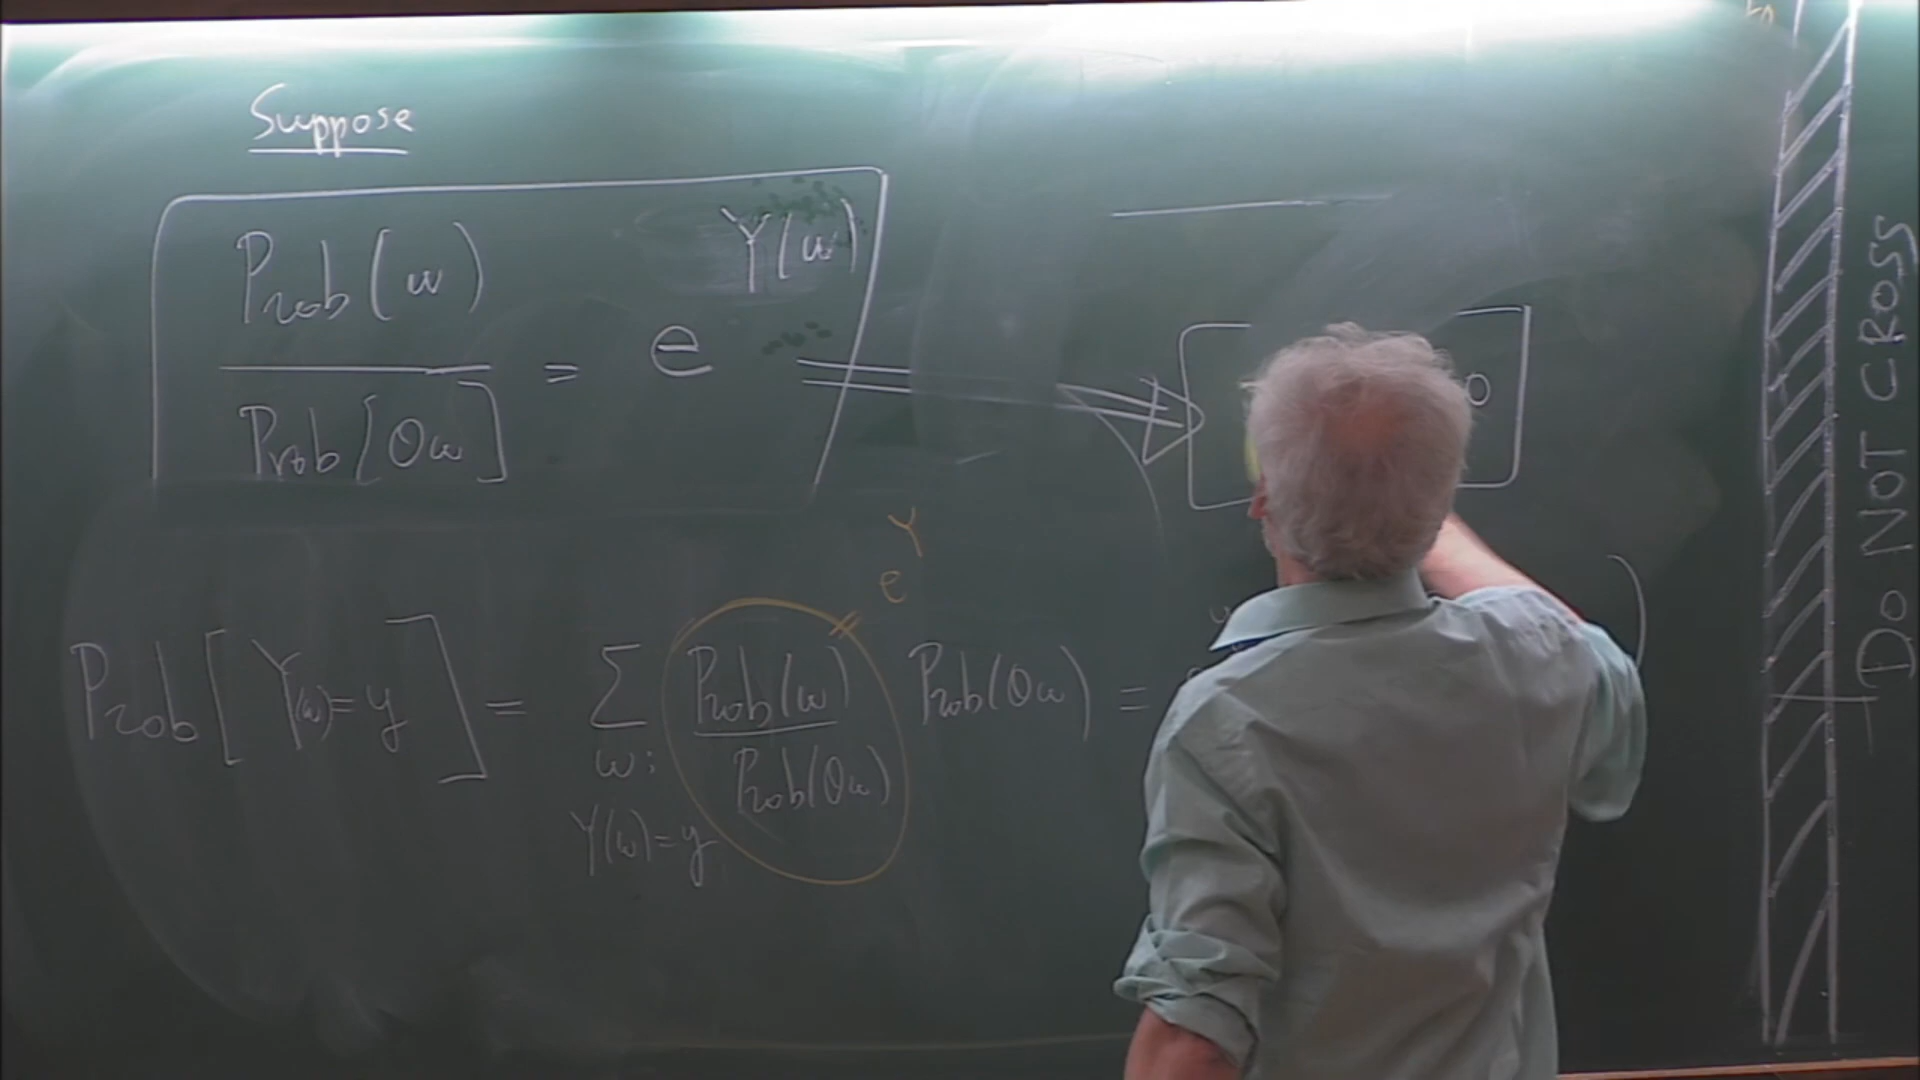 Suppose
Prob(ω)
Prob[θω]
= e^Y(ω)
e^Y
Prob[Y(ω)=y] = Σ Prob(ω) Prob(θω) =
ω: Prob(θω)
Y(ω)=y
DO NOT CROSS